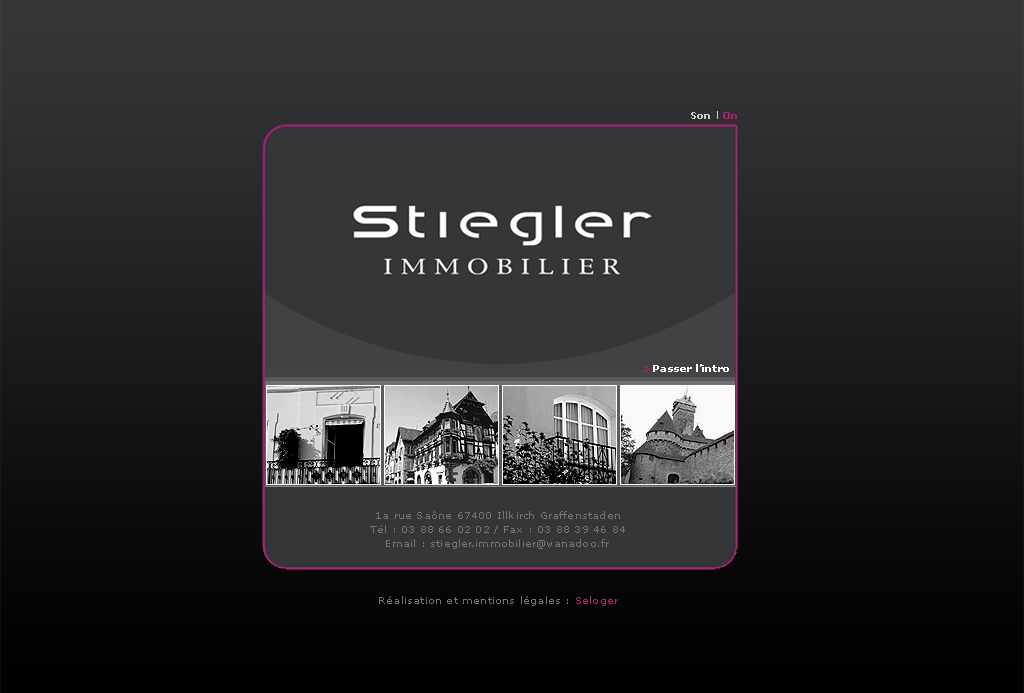 Son | On
Stiegler
IMMOBILIER
> Passer l'intro
1a rue Saône 67400 Illkirch Graffenstaden
Tél : 03 88 66 02 02 / Fax : 03 88 39 46 84
Email : stiegler.immobilier@wanadoo.fr
Réalisation et mentions légales : Seloger